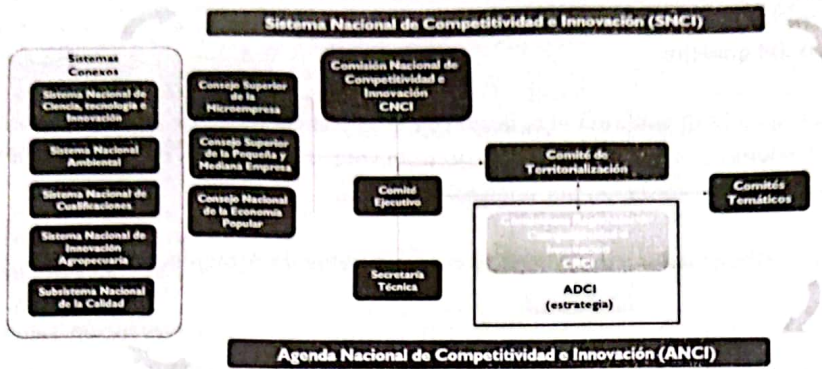 Sistema Nacional de Competitividad e Innovación (SNCI)
Sistemas
Conexos
Sistema Nacional de
Ciencia, tecnología e
Innovación
Sistema Nacional
Ambiental
Sistema Nacional de
Cualificaciones
Sistema Nacional de
Innovación
Agropecuaria
Subsistema Nacional
de la Calidad
Consejo Superior
de la
Microempresa
Consejo Superior
de la Pequeña y
Mediana Empresa
Consejo Nacional
de la Economía
Popular
Comisión Nacional de
Competitividad e
Innovación
CNCI
Comité
Ejecutivo
Secretaría
Técnica
Comité de
Territorialización
Comités
Temáticos
ADCI
(estrategia)
Agenda Nacional de Competitividad e Innovación (ANCI)